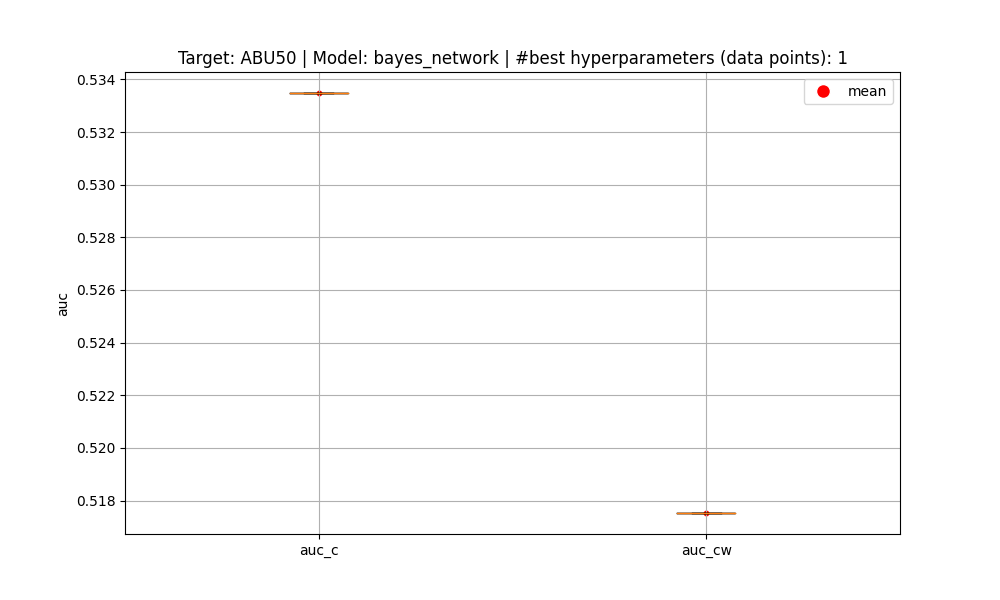 Target: ABU50 | Model: bayes_network | #best hyperparameters (data points): 1
mean
0.534
0.532
0.530
0.528
0.526
0.524
0.522
0.520
0.518
auc
auc_c
auc_cw